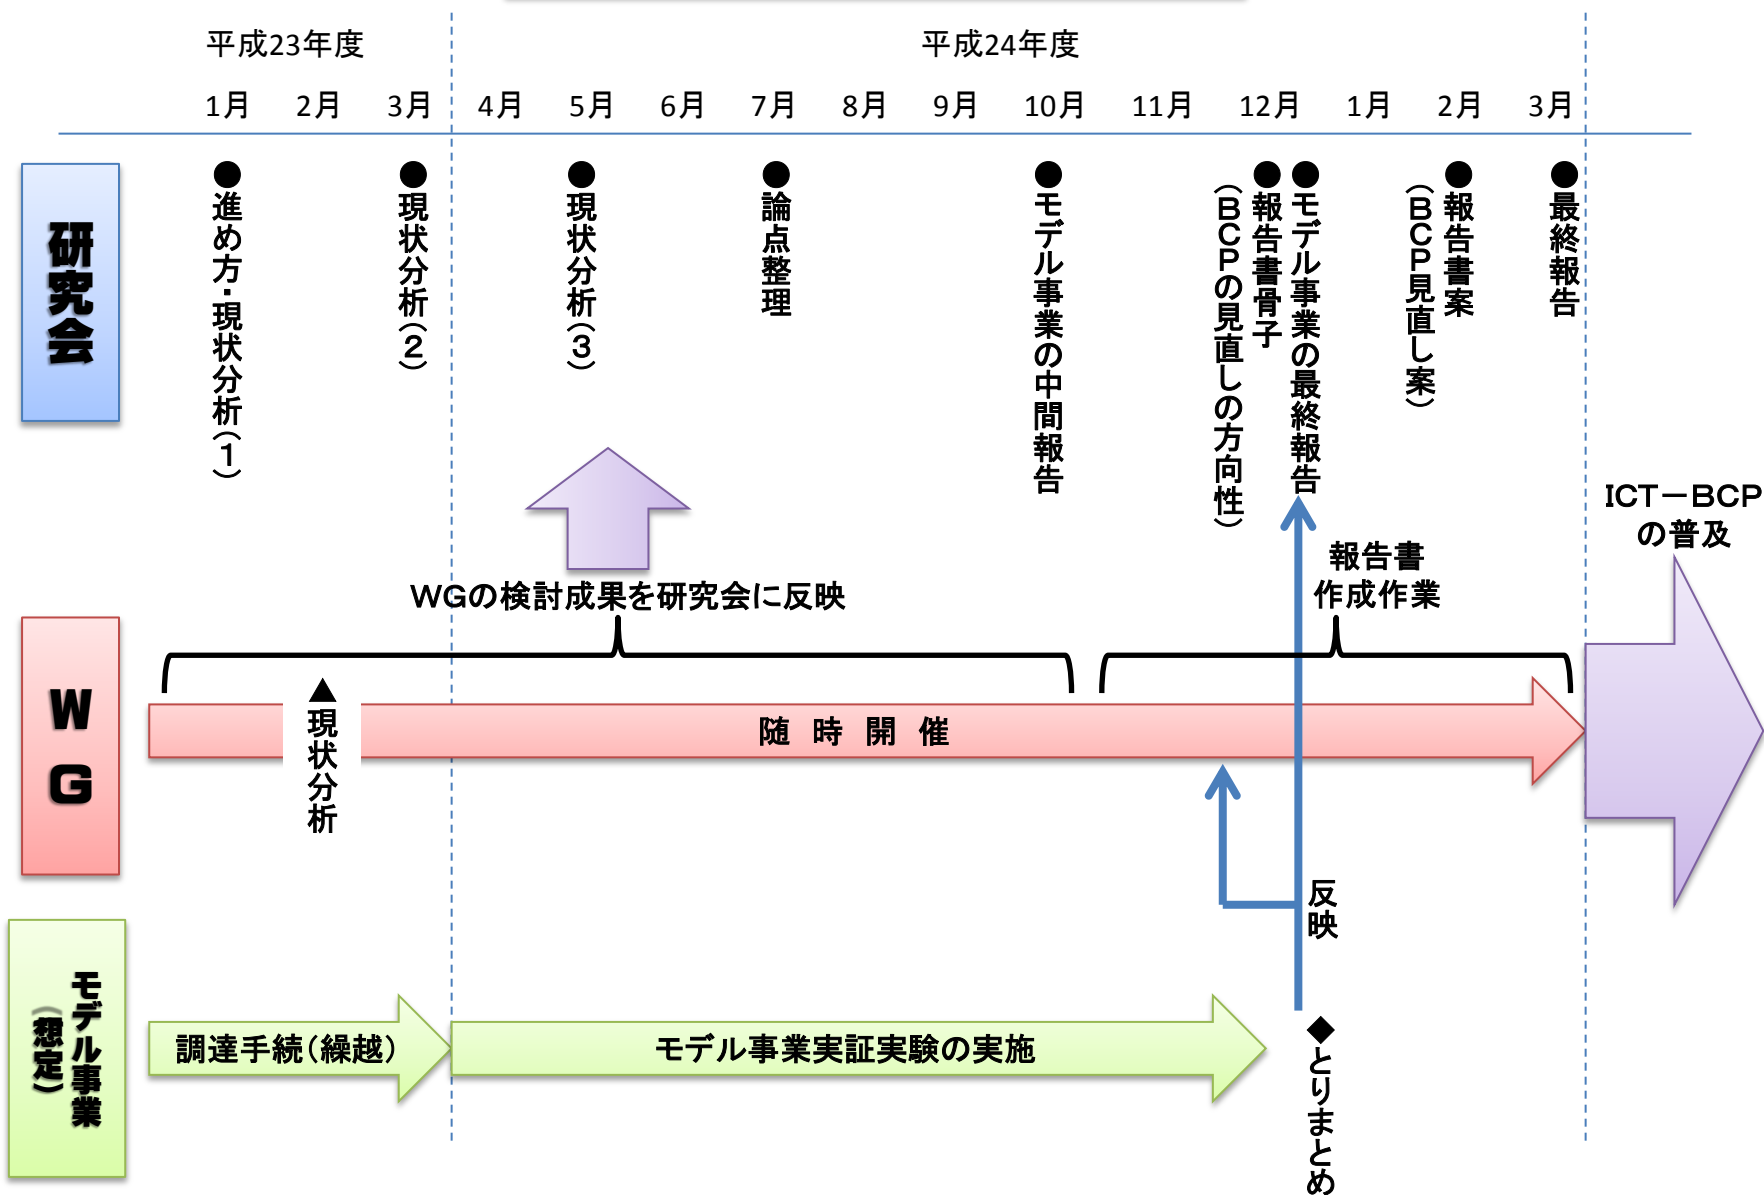 平成23年度
平成24年度
1月 2月 3月 4月 5月 6月 7月 8月 9月 10月 11月 12月 1月 2月 3月
研究会
●進め方・現状分析(1)
●現状分析(2)
●現状分析(3)
●論点整理
●モデル事業の中間報告
●報告書骨子
(BCPの見直しの方向性)
●モデル事業の最終報告
●報告書案
(BCP見直し案)
●最終報告
WGの検討成果を研究会に反映
報告書
作成作業
ICT－BCP
の普及
WG
▲現状分析
随時開催
反映
モデル事業
(想定)
調達手続(繰越)
モデル事業実証実験の実施
◆とりまとめ